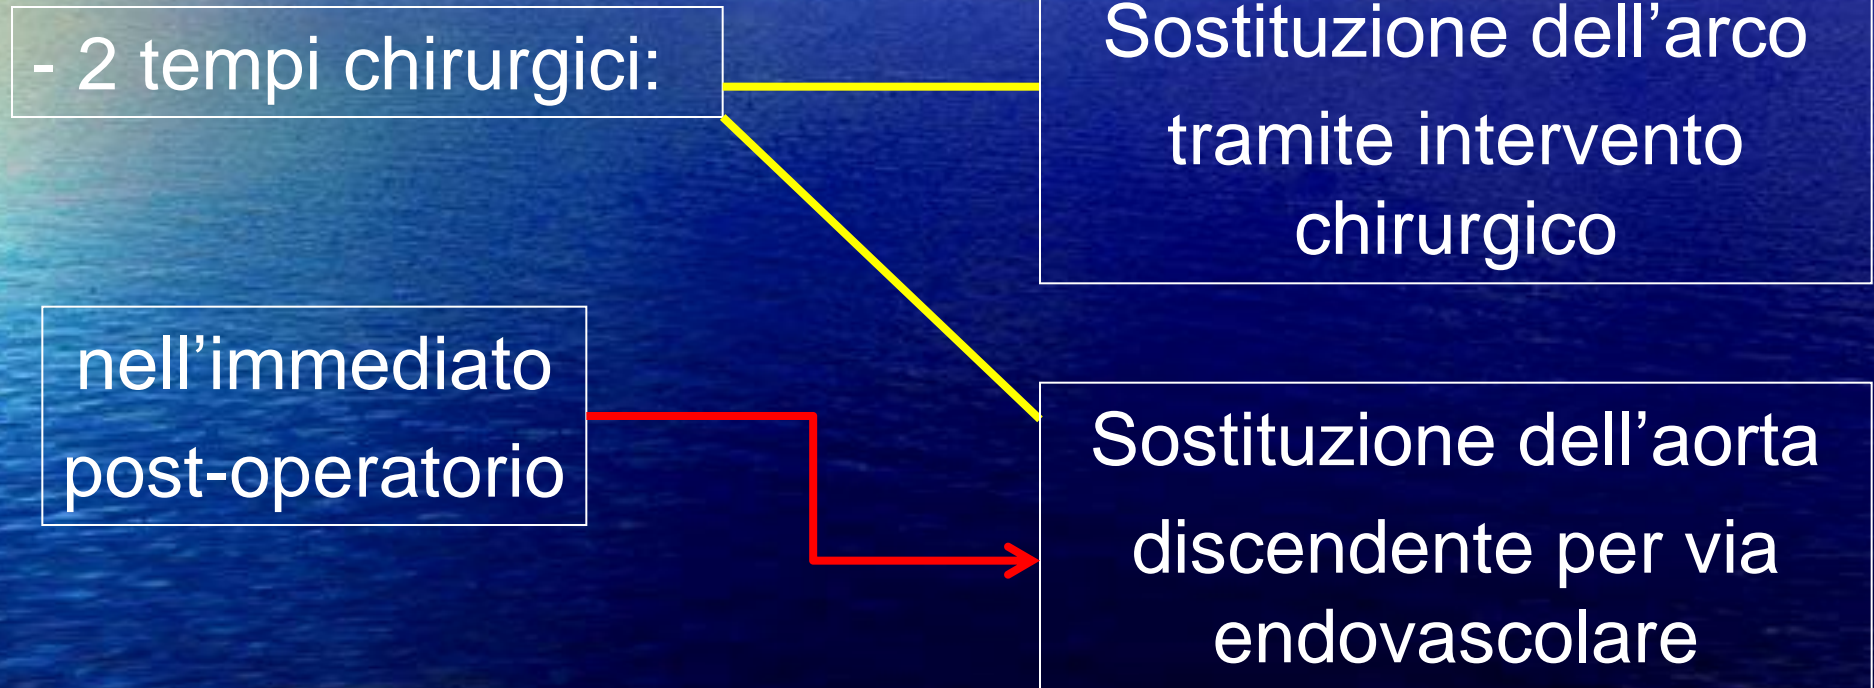 - 2 tempi chirurgici:
Sostituzione dell’arco
tramite intervento
chirurgico
nell’immediato
post-operatorio
Sostituzione dell’aorta
discendente per via
endovascolare